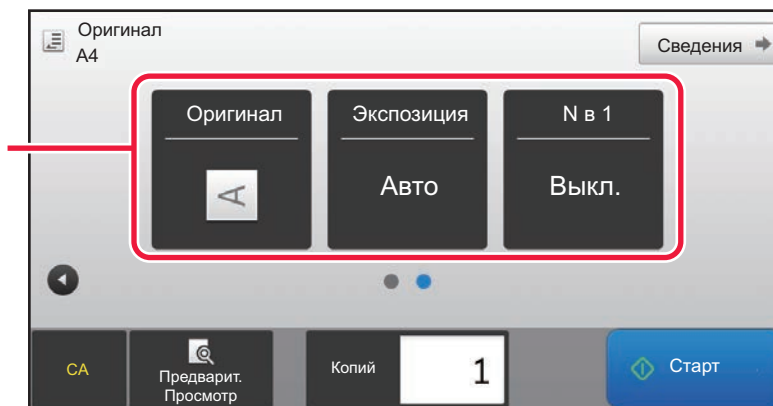 Оригинал
A4
Сведения
Оригинал
Экспозиция
N в 1
A
Авто
Выкл.
CA
Предварит.
Просмотр
Копий
1
Старт